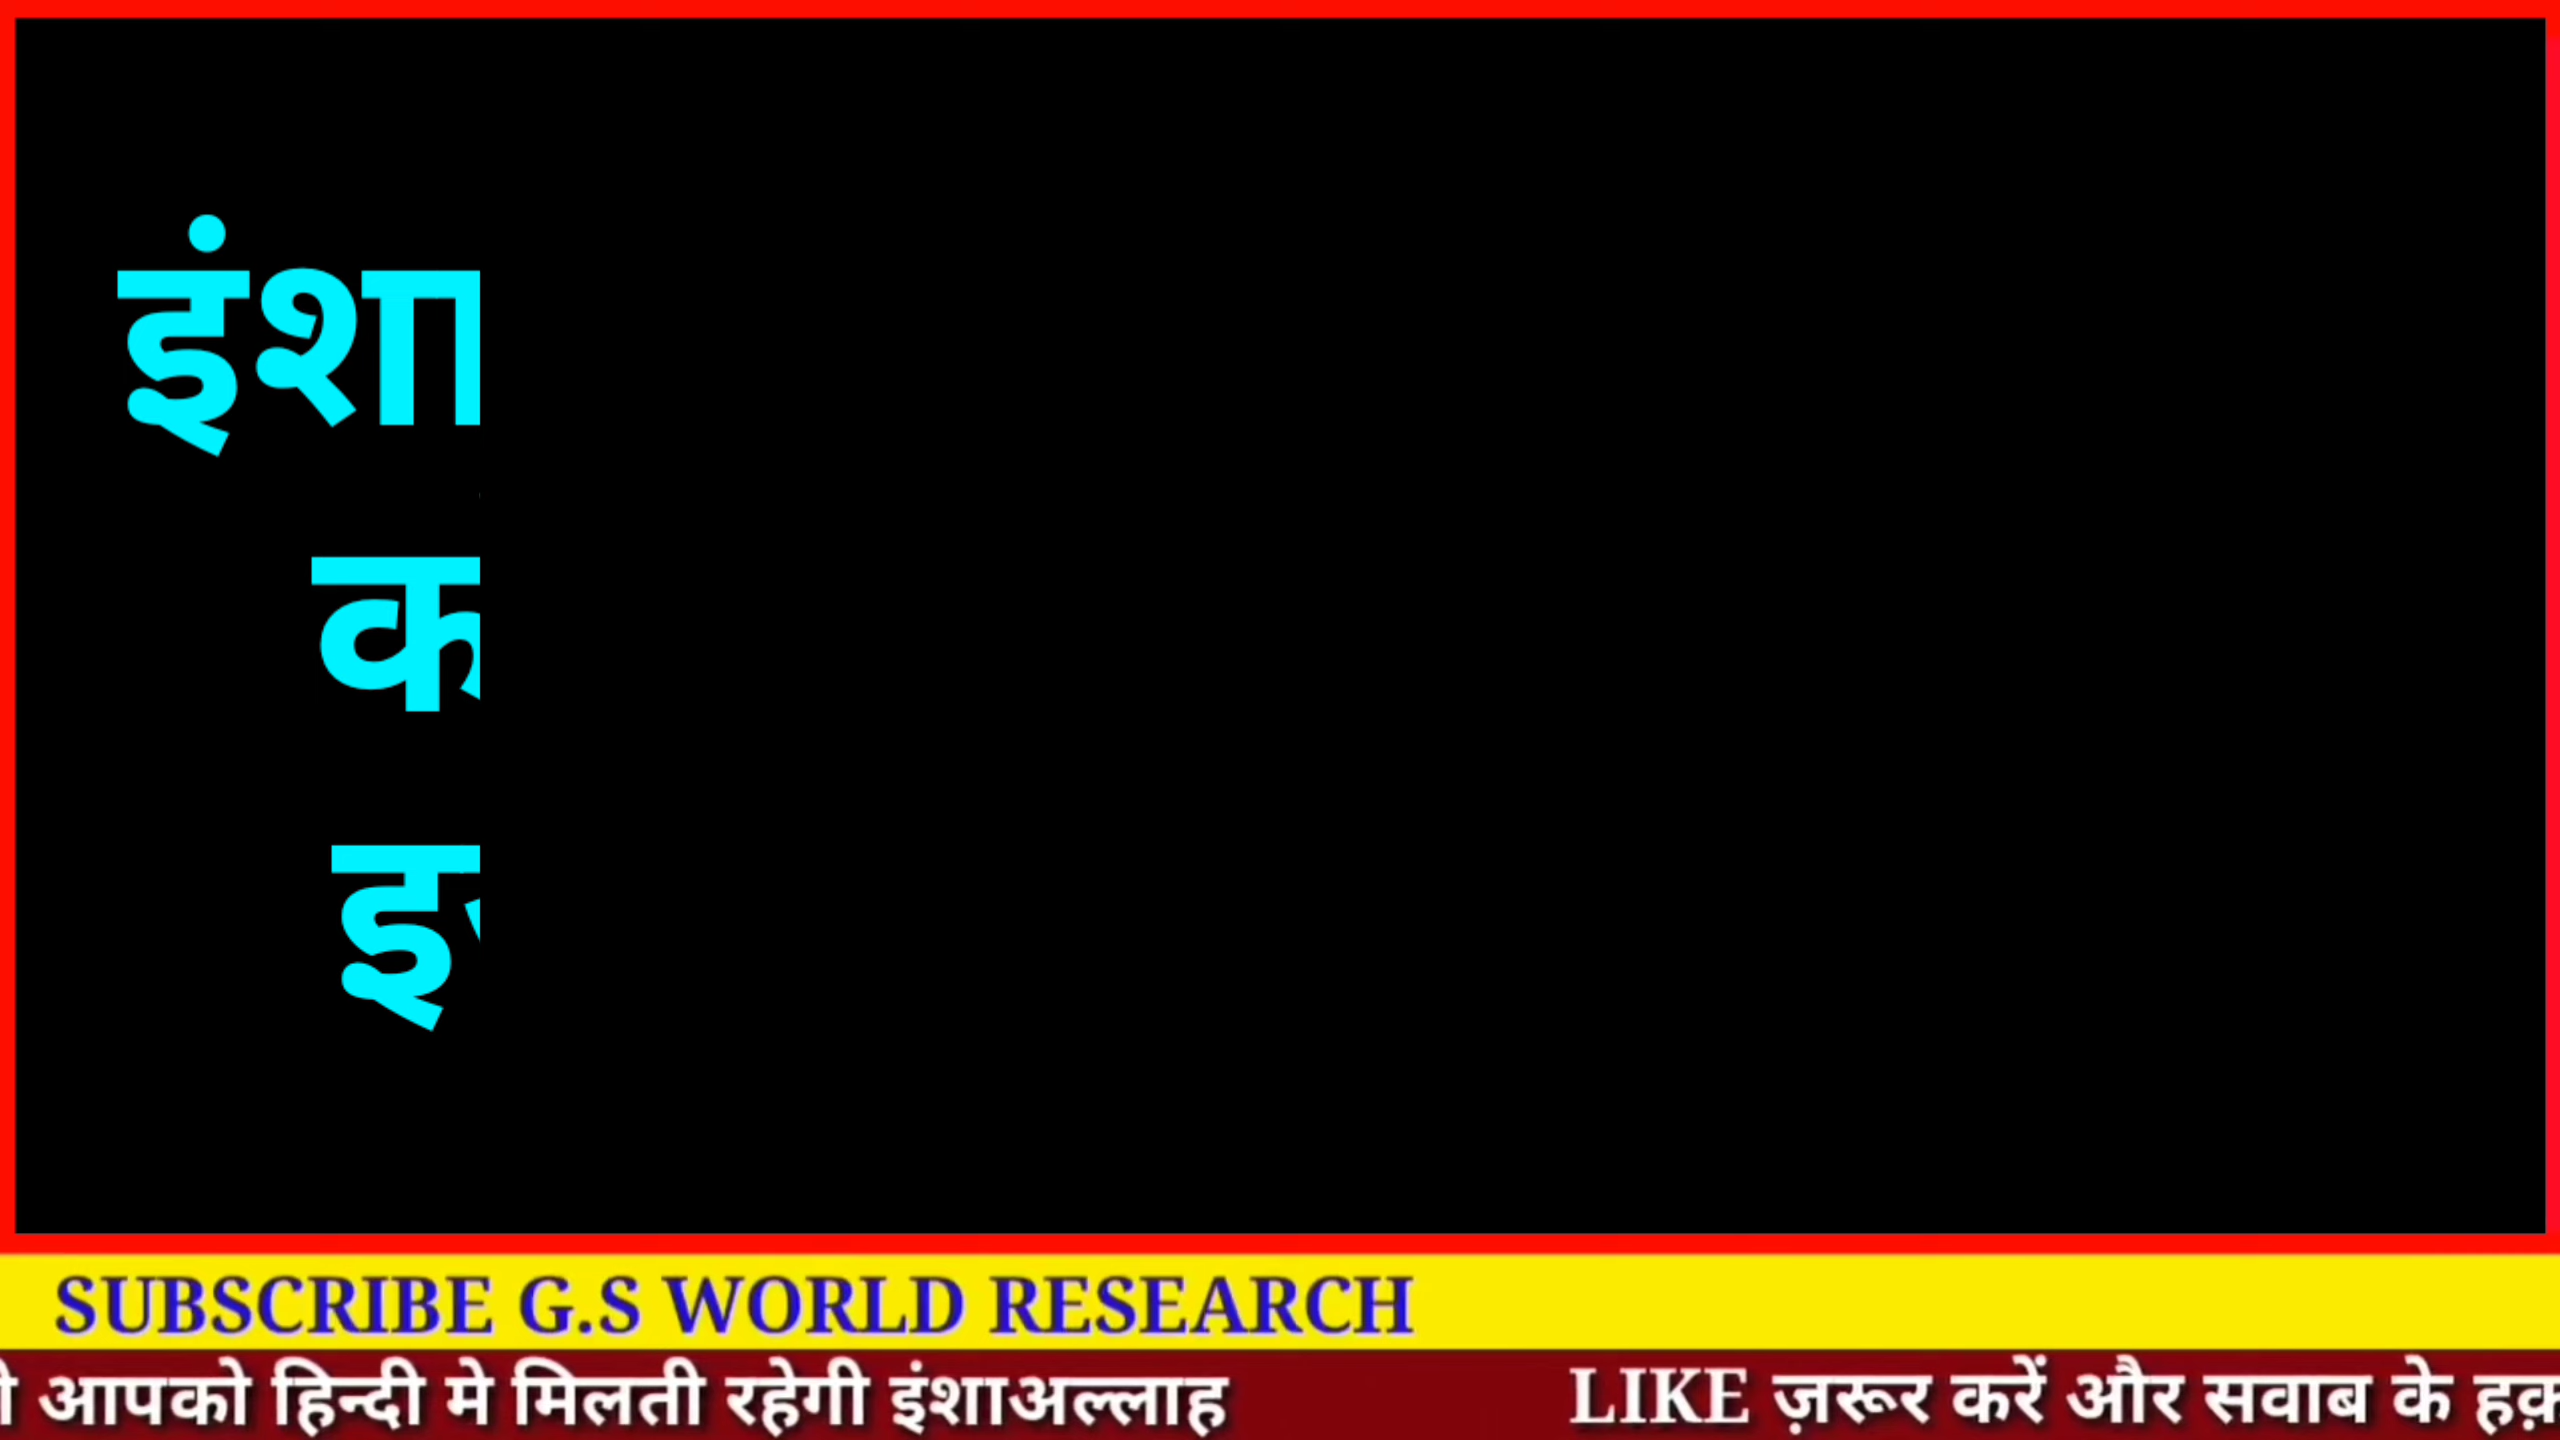 इंशा
SUBSCRIBE G.S WORLD RESEARCH
आपको हिन्दी मे मिलती रहेगी इंशाअल्लाह LIKE ज़रूर करें और सवाब के